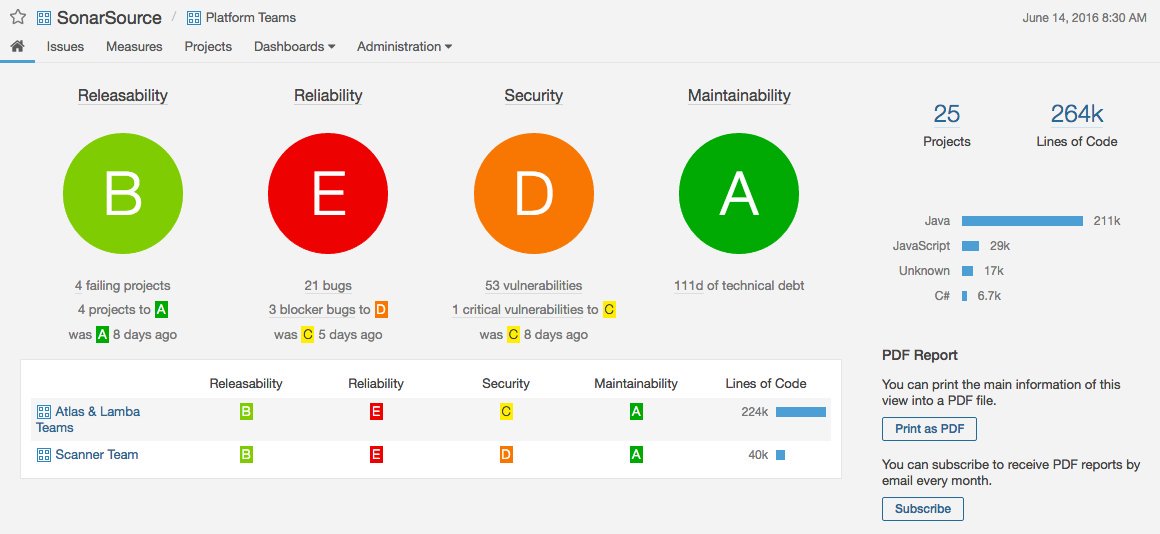 SonarSource / Platform Teams
June 14, 2016 8:30 AM
Issues Measures Projects Dashboards Administration
Releasability Reliability Security Maintainability
B E D A
4 failing projects
4 projects to A
was A 8 days ago
21 bugs
3 blocker bugs to D
was C 5 days ago
53 vulnerabilities
1 critical vulnerabilities to C
was C 8 days ago
111d of technical debt
25 264k
Projects Lines of Code
Java 211k
JavaScript 29k
Unknown 17k
C# 6.7k
Releasability Reliability Security Maintainability Lines of Code
Atlas & Lamba
Teams
B E C A 224k
Scanner Team B E D A 40k
PDF Report
You can print the main information of this
view into a PDF file.
Print as PDF
You can subscribe to receive PDF reports by
email every month.
Subscribe